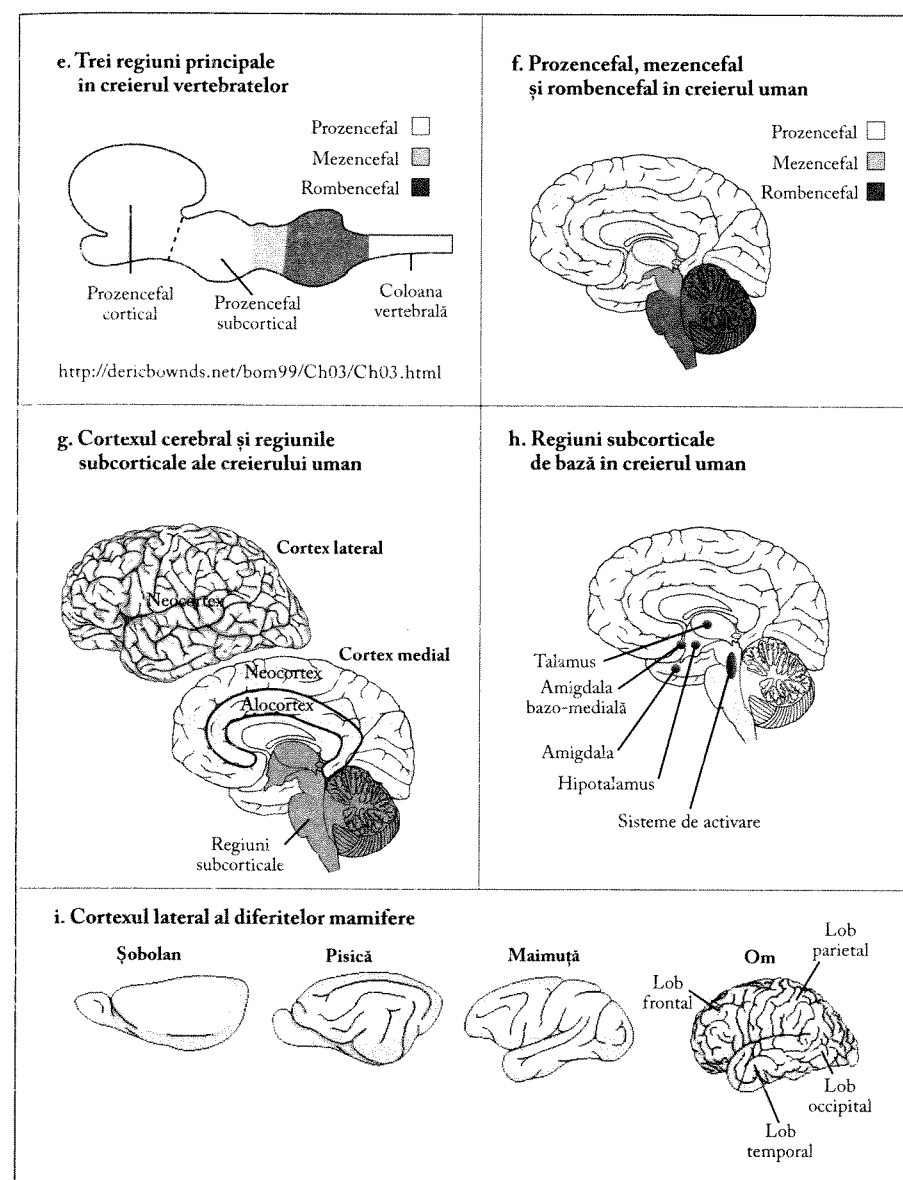 e. Trei regiuni principale
în creierul vertebratelor
Prozencefal
Mezencefal
Rombencefal
Prozencefal
cortical
Prozencefal
subcortical
Coloana
vertebrală
http://dericbownds.net/bom99/Ch03/Ch03.html
f. Prozencefal, mezencefal
și rombencefal în creierul uman
Prozencefal
Mezencefal
Rombencefal
g. Cortexul cerebral și regiunile
subcorticale ale creierului uman
Cortex lateral
Neocortex
Cortex medial
Neocortex
Alocortex
Regiuni
subcorticale
h. Regiuni subcorticale
de bază în creierul uman
Talamus
Amigdala
bazo-medială
Amigdala
Hipotalamus
Sisteme de activare
i. Cortexul lateral al diferitelor mamifere
Șobolan
Pisică
Maimuță
Om
Lob
frontal
Lob
parietal
Lob
occipital
Lob
temporal